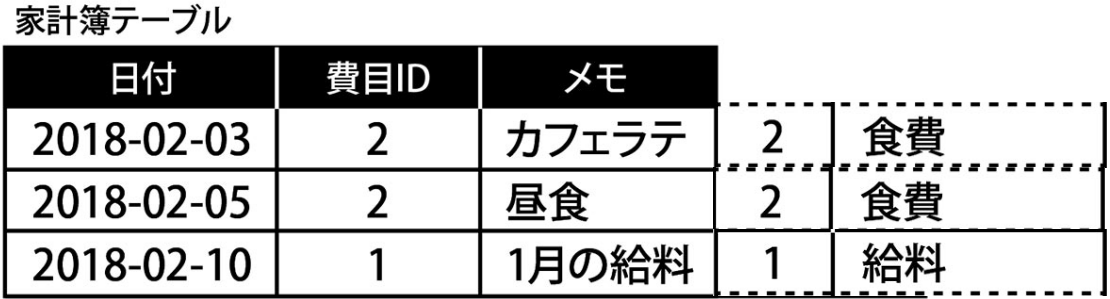 家計簿テーブル
日付 費目ID メモ
2018-02-03 2 カフェラテ 2 食費
2018-02-05 2 昼食 2 食費
2018-02-10 1 1月の給料 1 給料